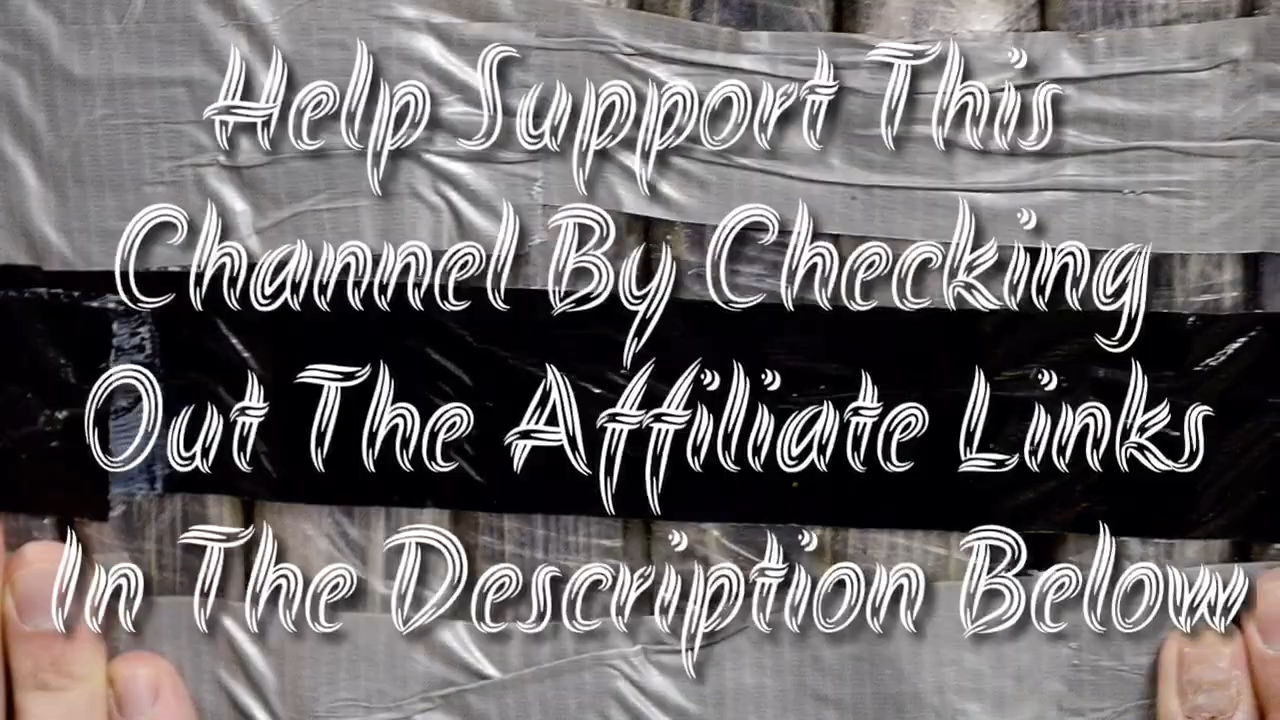 Help Support This
Channel By Checking
Out The Affiliate Links
In The Description Below